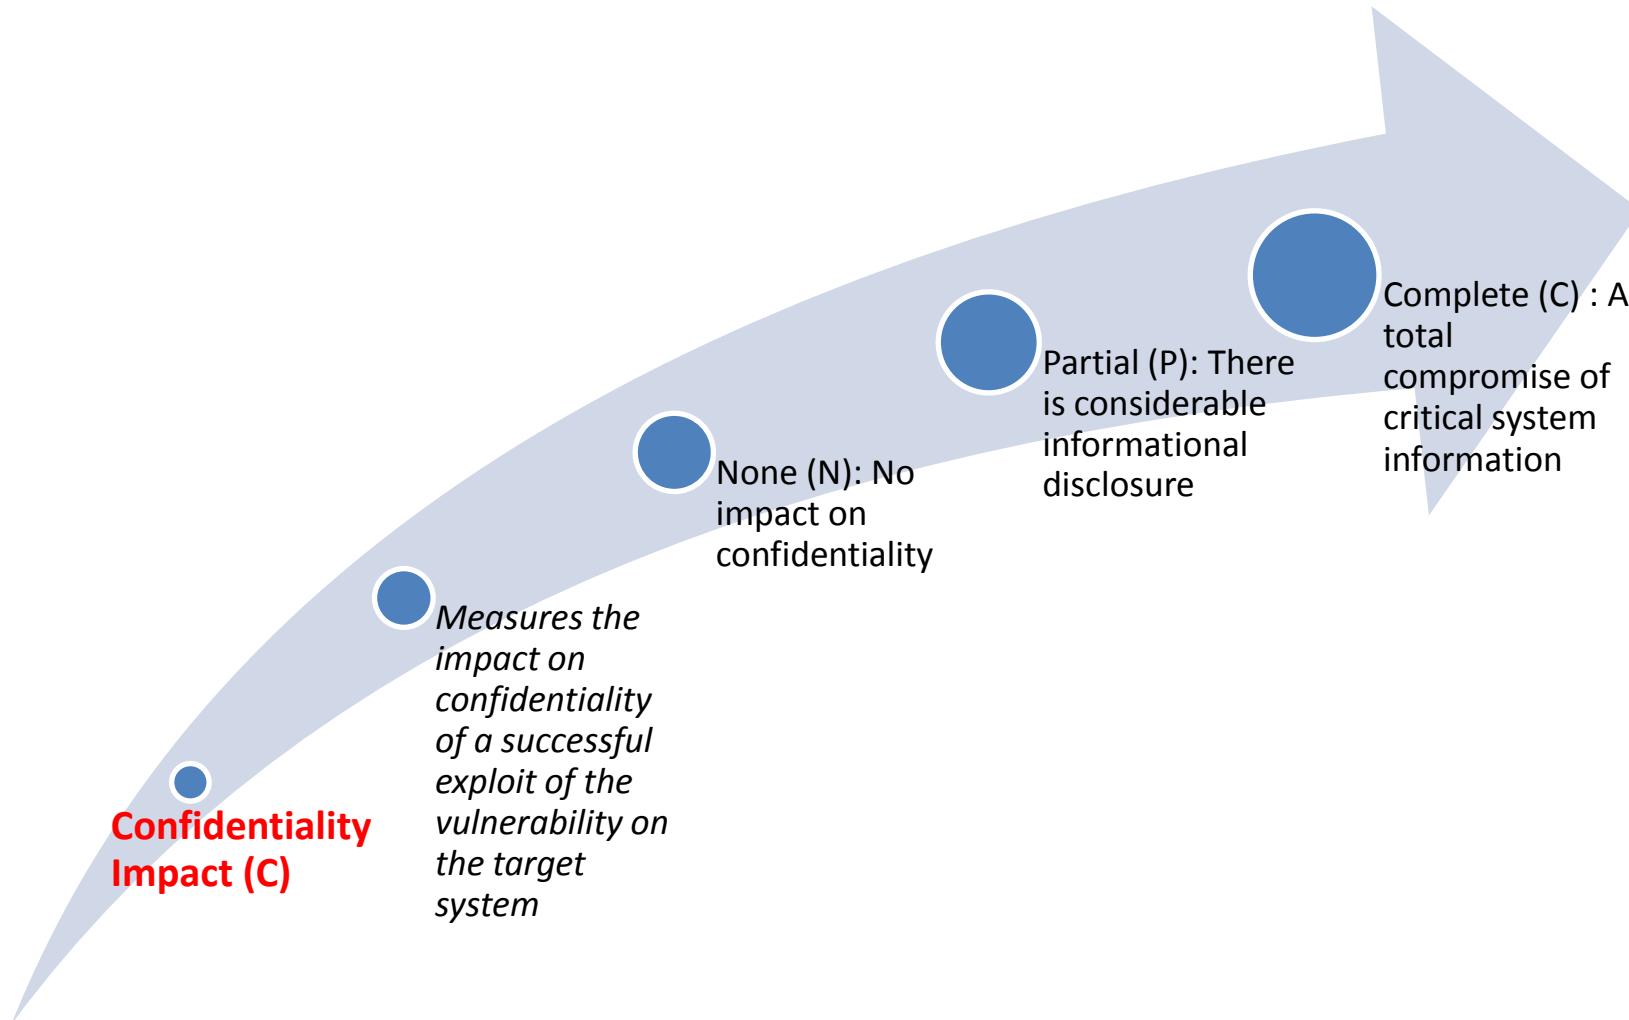 Confidentiality
Impact (C)
Measures the
impact on
confidentiality
of a successful
exploit of the
vulnerability on
the target
system
None (N): No
impact on
confidentiality
Partial (P): There
is considerable
informational
disclosure
Complete (C) : A
total
compromise of
critical system
information